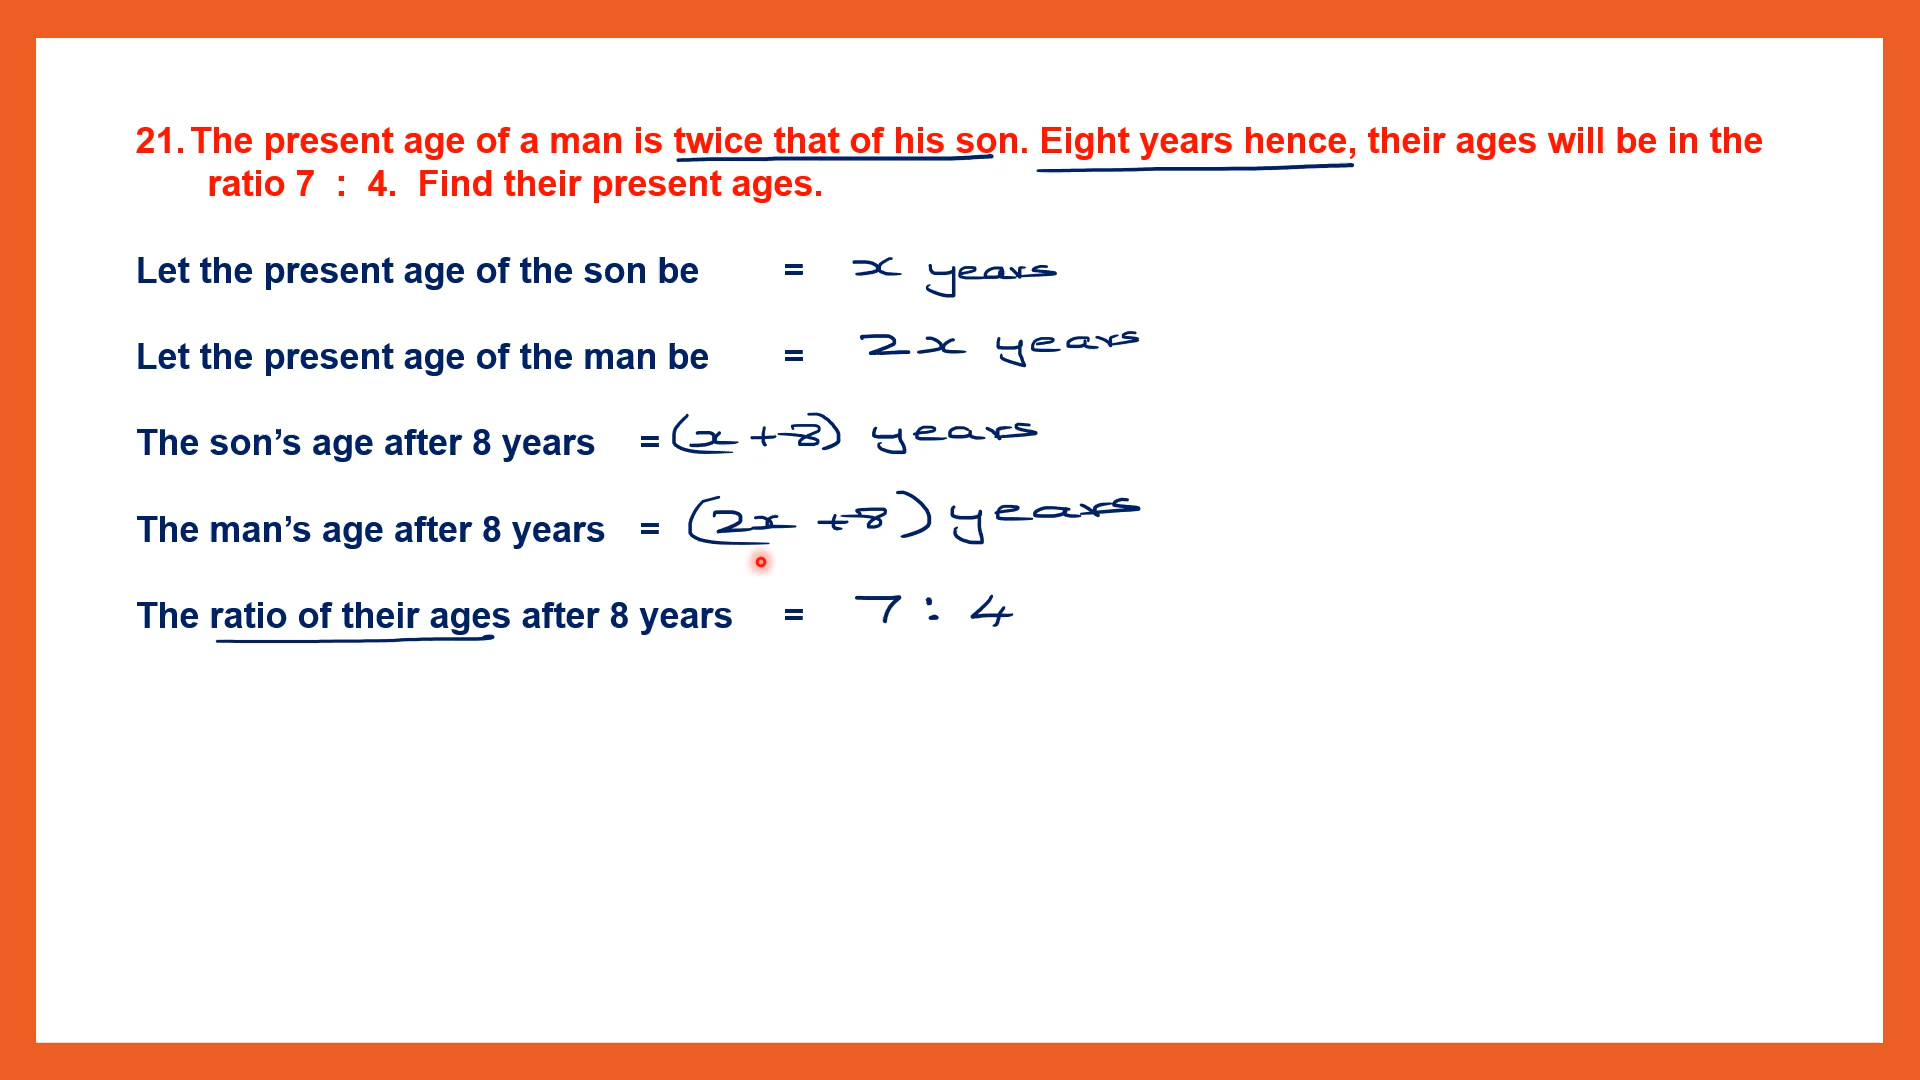 21. The present age of a man is twice that of his son. Eight years hence, their ages will be in the
ratio 7 : 4. Find their present ages.
Let the present age of the son be = x years
Let the present age of the man be = 2x years
The son’s age after 8 years = (x + 8) years
The man’s age after 8 years = (2x + 8) years
The ratio of their ages after 8 years = 7 : 4